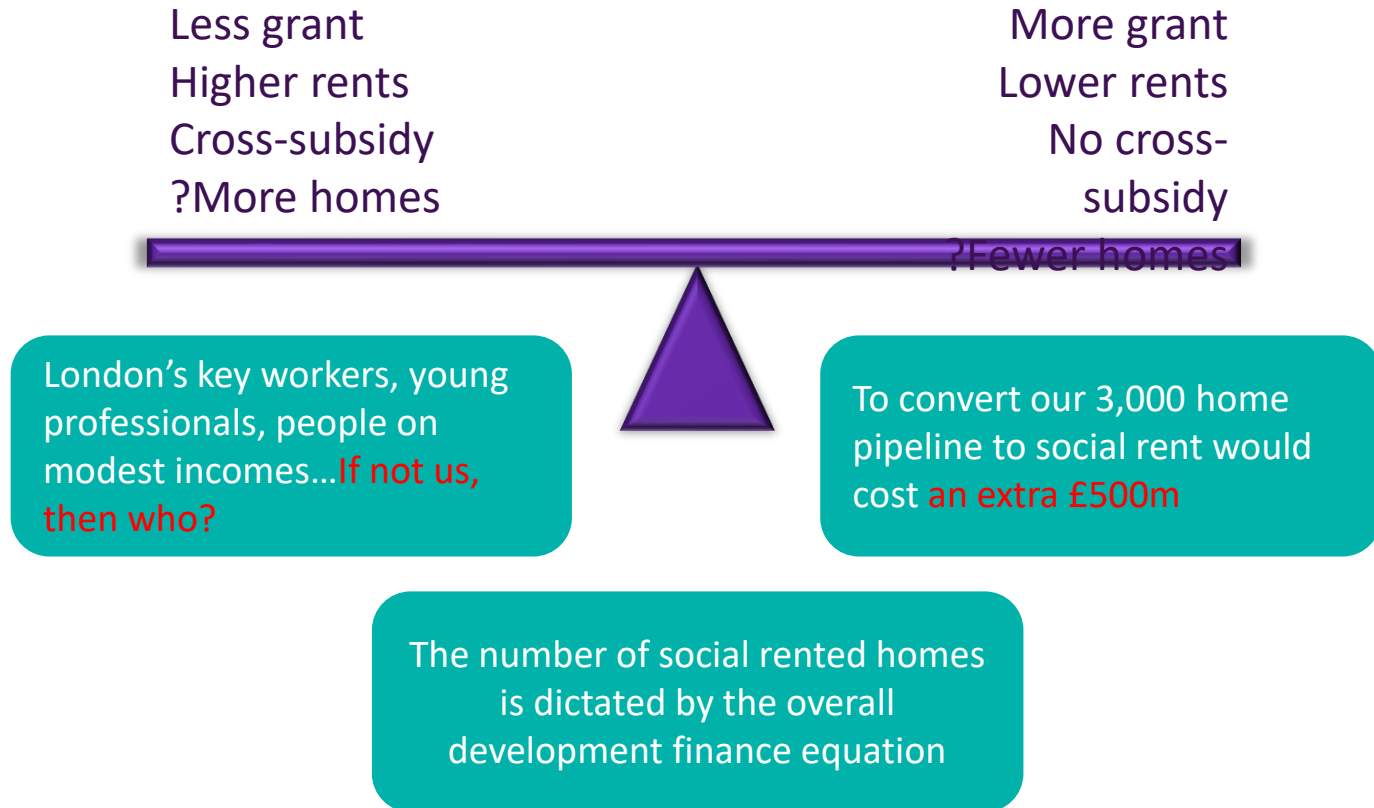 Less grant
Higher rents
Cross-subsidy
?More homes
More grant
Lower rents
No cross-
subsidy
?Fewer homes
London’s key workers, young
professionals, people on
modest incomes…If not us,
then who?
To convert our 3,000 home
pipeline to social rent would
cost an extra £500m
The number of social rented homes
is dictated by the overall
development finance equation